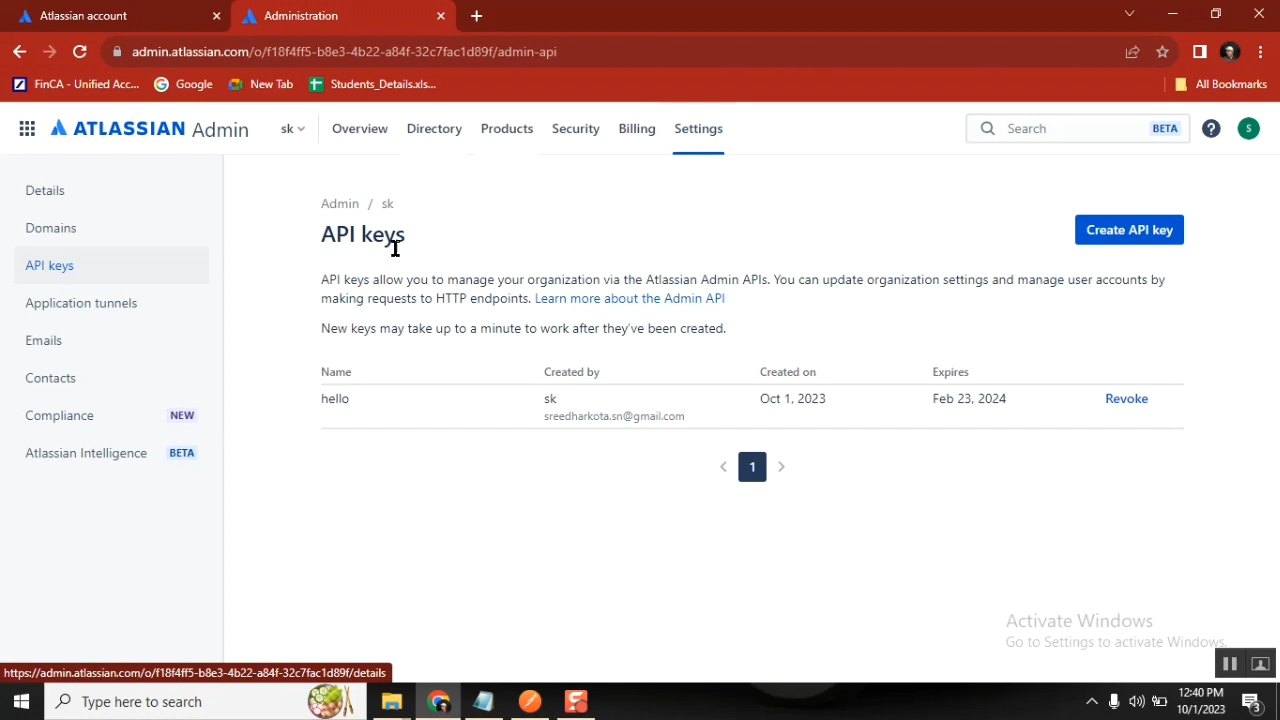 Atlassian account
Administration
admin.atlassian.com/o/f18f4ff5-b8e3-4b22-a84f-32c7fac1d89f/admin-api
FinCA - Unified Acc...
Google
New Tab
Students_Details.xls...
All Bookmarks
ATLASSIAN Admin
sk
Overview
Directory
Products
Security
Billing
Settings
Search
BETA
S
Details
Domains
API keys
Application tunnels
Emails
Contacts
Compliance NEW
Atlassian Intelligence BETA
Admin / sk
API keys
Create API key
API keys allow you to manage your organization via the Atlassian Admin APIs. You can update organization settings and manage user accounts by
making requests to HTTP endpoints. Learn more about the Admin API
New keys may take up to a minute to work after they've been created.
Name Created by Created on Expires
hello sk Oct 1, 2023 Feb 23, 2024 Revoke
sreedharkota.sn@gmail.com
1
Activate Windows
Go to Settings to activate Windows.
https://admin.atlassian.com/o/f18f4ff5-b8e3-4b22-a84f-32c7fac1d89f/details
Type here to search
12:40 PM
10/1/2023
3